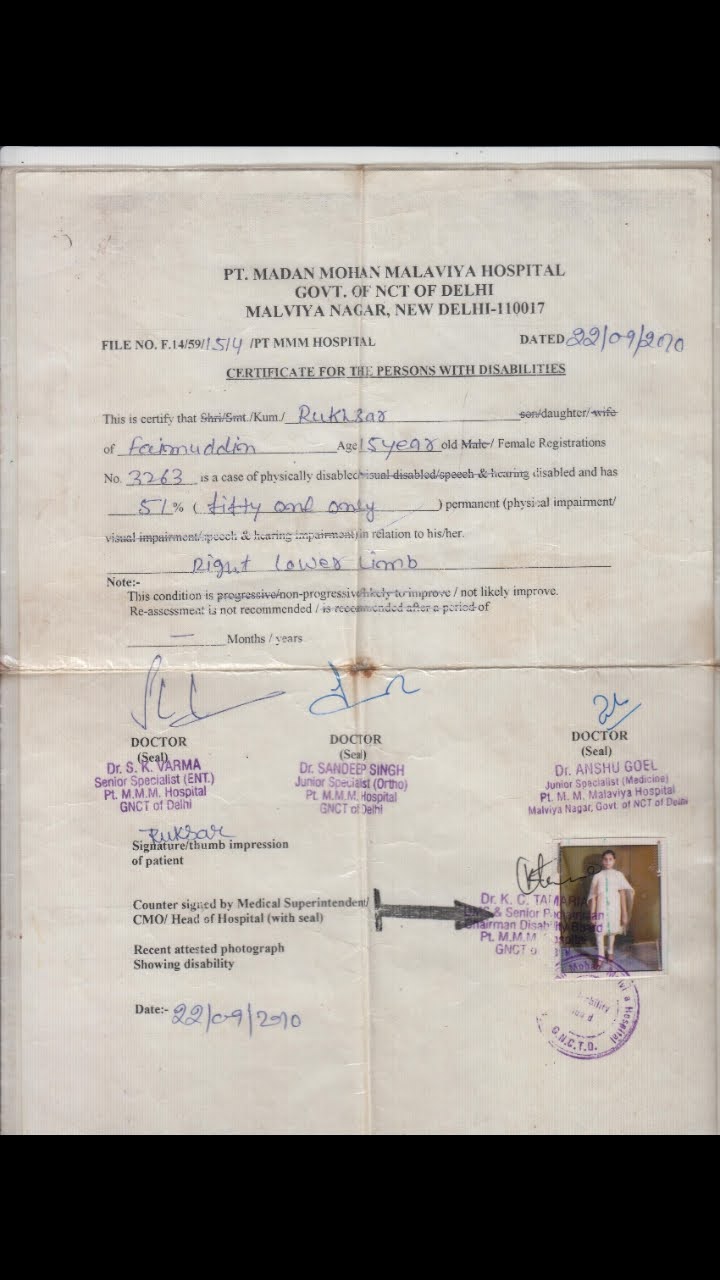 PT. MADAN MOHAN MALAVIYA HOSPITAL
GOVT. OF NCT OF DELHI
MALVIYA NAGAR, NEW DELHI-110017
FILE NO. F.14/59/1514 /PT MMM HOSPITAL DATED 22/09/2010
CERTIFICATE FOR THE PERSONS WITH DISABILITIES
This is certify that Shri/Smt./Kum./ Rukhsar son/daughter/wife
of Faimuddin Age 15 year old Male / Female Registrations
No. 3263 is a case of physically disabled/visual disabled/speech & hearing disabled and has
51% ( fifty one only ) permanent (physical impairment/
visual impairment/speech & hearing impairment) in relation to his/her.
Right lower limb
Note:-
This condition is progressive/non-progressive/likely to improve / not likely improve.
Re-assessment is not recommended / is recommended after a period of
— Months / years
DOCTOR DOCTOR DOCTOR
(Seal) (Seal) (Seal)
Dr. S. K. VARMA Dr. SANDEEP SINGH Dr. ANSHU GOEL
Senior Specialist (ENT.) Junior Specialist (Ortho) Junior Specialist (Medicine)
Pt. M.M.M. Hospital Pt. M.M.M. Hospital Pt. M. M. Malaviya Hospital
GNCT of Delhi GNCT of Delhi Malviya Nagar, Govt. of NCT of Delhi
Ruksar
Signature/thumb impression
of patient
Counter signed by Medical Superintendent/
CMO/ Head of Hospital (with seal)
Dr. K. C. TAMARIA
& Senior
Chairman Disability Board
Pt. M.M.M. Hospital
GNCT
Recent attested photograph
Showing disability
Date:- 22/09/2010
Hospital
G.N.C.T.D.